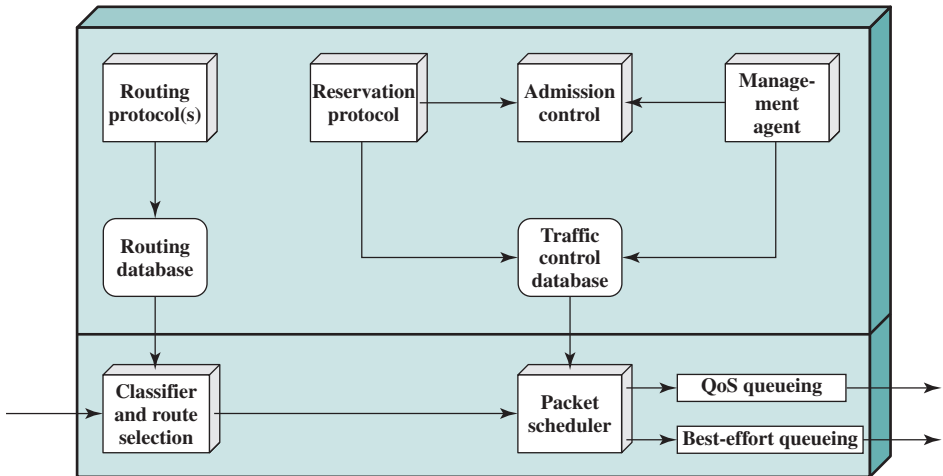 Routing
protocol(s)
Reservation
protocol
Admission
control
Manage-
ment
agent
Routing
database
Traffic
control
database
Classifier
and route
selection
Packet
scheduler
QoS queueing
Best-effort queueing